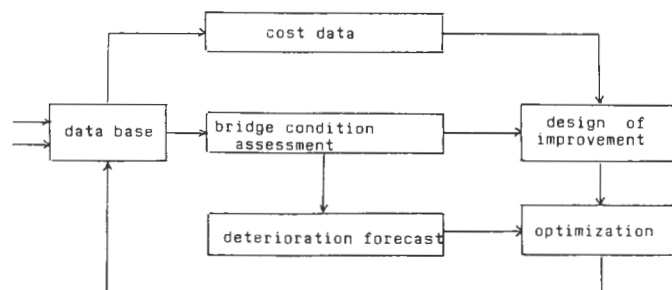 cost data
data base
bridge condition
assessment
design of
improvement
deterioration forecast
optimization